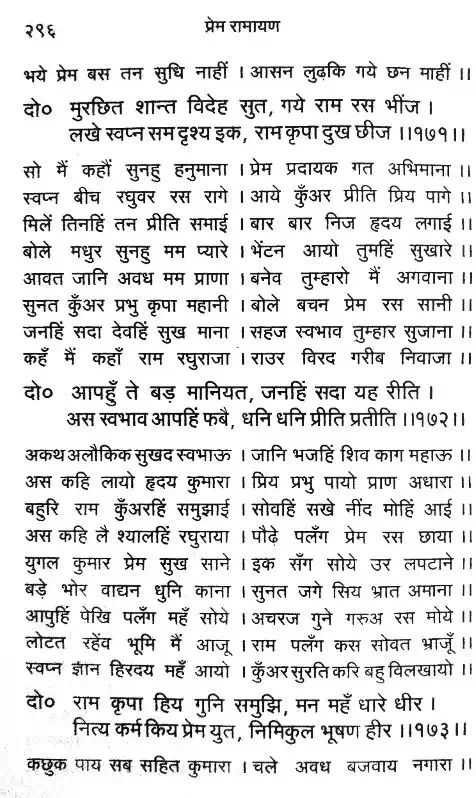 २९६
प्रेम रामायण
भये प्रेम बस तन सुधि नाहीं । आसन लुढ़कि गये छन माहीं ।।
दो० मुरछित शान्त विदेह सुत, गये राम रस भींज ।
लखे स्वप्न सम दृश्य इक, राम कृपा दुख छीज ।।१७१।।
सो मैं कहौं सुनहु हनुमाना । प्रेम प्रदायक गत अभिमाना ।।
स्वप्न बीच रघुवर रस रागे । आये कुँअर प्रीति प्रिय पागे ।।
मिलें तिनहिं तन प्रीति समाई । बार बार निज हृदय लगाई ।।
बोले मधुर सुनहु मम प्यारे । भेंटन आयो तुमहिं सुखारे ।।
आवत जानि अवध मम प्राणा । बनेव तुम्हारो मैं अगवाना ।।
सुनत कुँअर प्रभु कृपा महानी । बोले बचन प्रेम रस सानी ।।
जनहिं सदा देवहिं सुख माना । सहज स्वभाव तुम्हार सुजाना ।।
कहँ मैं कहाँ राम रघुराजा । राउर विरद गरीब निवाजा ।।
दो० आपहुँ ते बड़ मानियत, जनहिं सदा यह रीति ।
अस स्वभाव आपहिं फबै, धनि धनि प्रीति प्रतीति ।।१७२।।
अकथ अलौकिक सुखद स्वभाऊ । जानि भजहिं शिव काग महाऊ ।।
अस कहि लायो हृदय कुमारा । प्रिय प्रभु पायो प्राण अधारा ।।
बहुरि राम कुँअरहिं समुझाई । सोवहिं सखे नींद मोहिं आई ।।
अस कहि लै श्यालहिं रघुराया । पौढ़े पलँग प्रेम रस छाया ।।
युगल कुमार प्रेम सुख साने । इक सँग सोये उर लपटाने ।।
बड़े भोर वाद्यन धुनि काना । सुनत जगे सिय भ्रात अमाना ।।
आपुहिं पेखि पलँग महँ सोये । अचरज गुने गरुअ रस मोये ।।
लोटत रहेंव भूमि मैं आजू । राम पलँग कस सोवत भ्राजूँ ।।
स्वप्न ज्ञान हिरदय महँ आयो । कुँअर सुरति करि बहु विलखायो ।।
दो० राम कृपा हिय गुनि समुझि, मन महँ धारे धीर ।
नित्य कर्म किय प्रेम युत, निमिकुल भूषण हीर ।।१७३।।
कछुक पाय सब सहित कुमारा । चले अवध बजवाय नगारा ।।